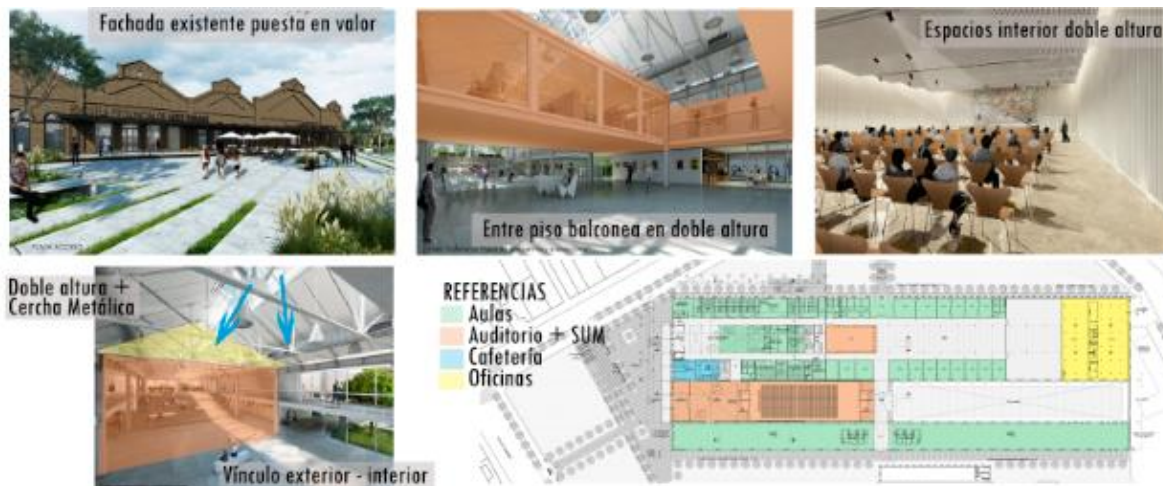 Fachada existente puesta en valor
Entre piso balconea en doble altura
Espacios interior doble altura
Doble altura +
Cercha Metálica
Vínculo exterior - interior
REFERENCIAS
Aulas
Auditorio + SUM
Cafetería
Oficinas